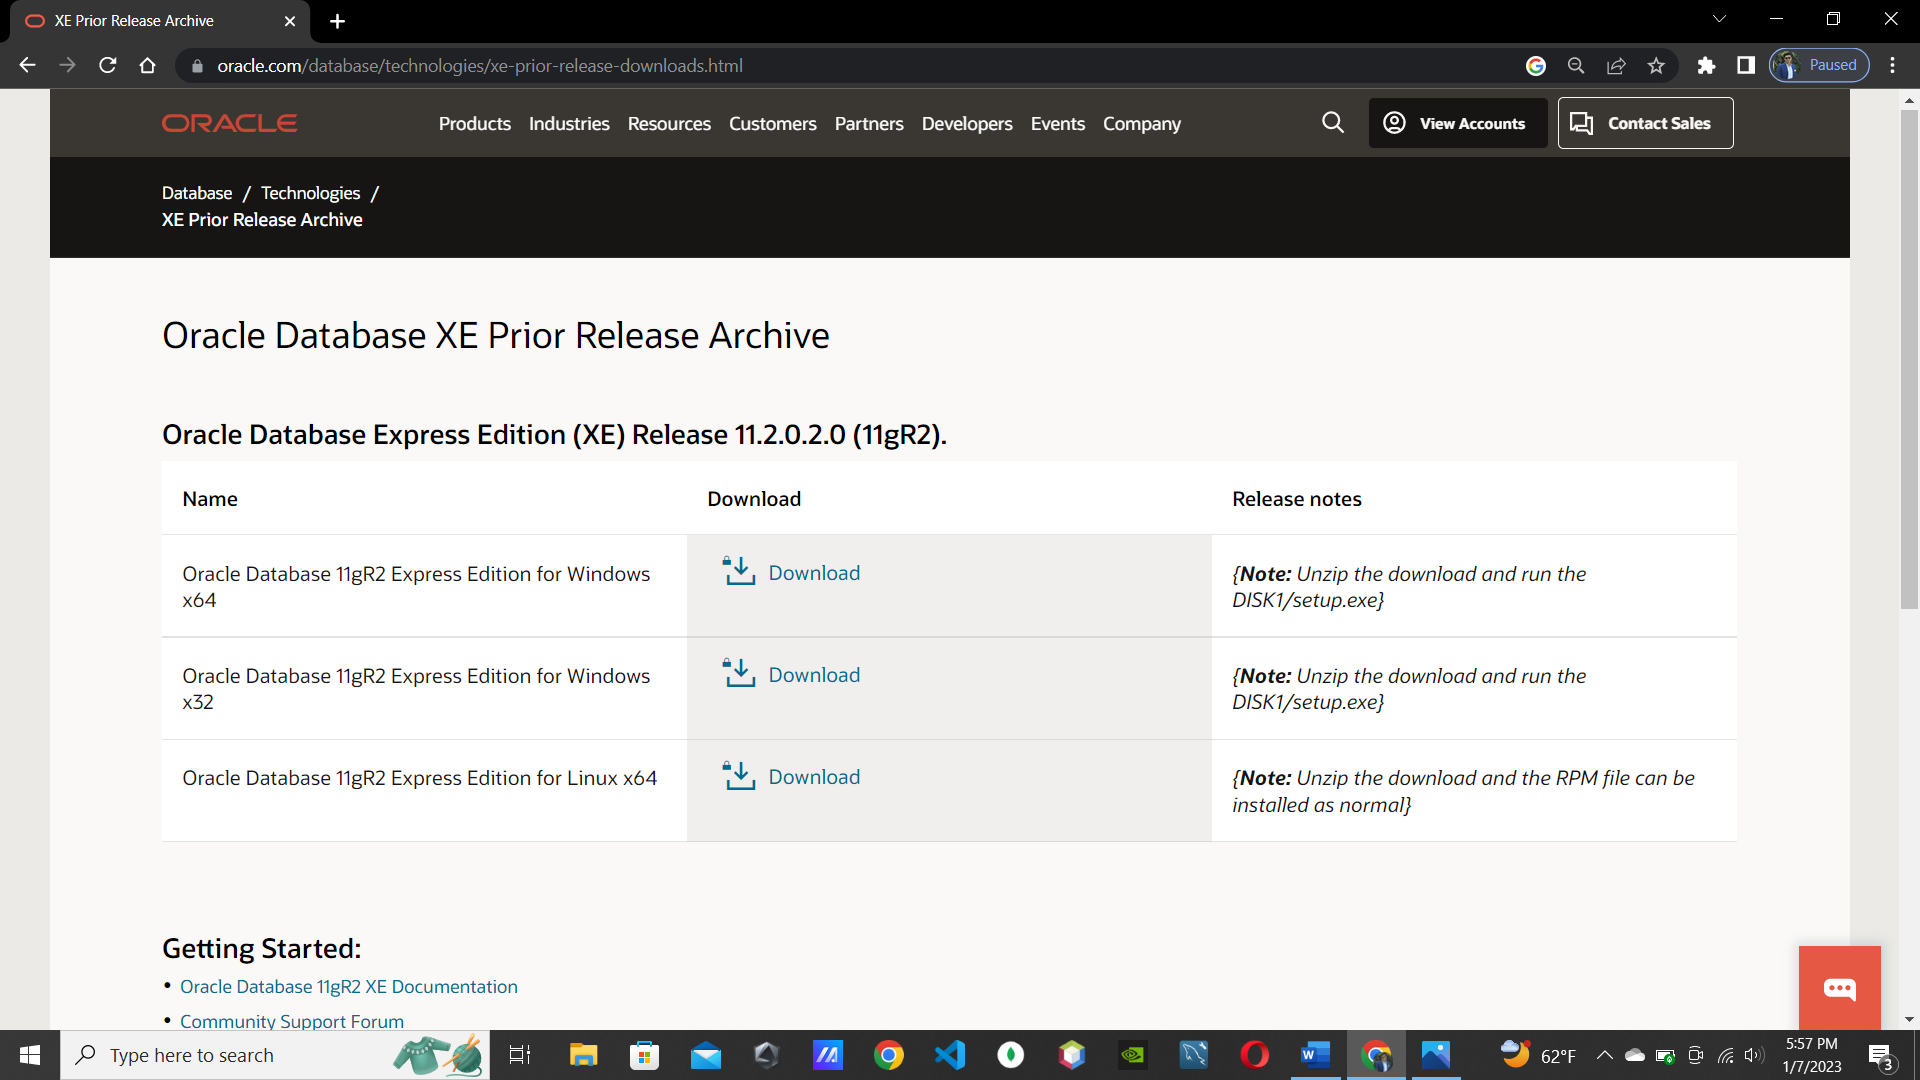 XE Prior Release Archive
oracle.com/database/technologies/xe-prior-release-downloads.html
Paused
ORACLE
Products Industries Resources Customers Partners Developers Events Company
View Accounts
Contact Sales
Database / Technologies /
XE Prior Release Archive
Oracle Database XE Prior Release Archive
Oracle Database Express Edition (XE) Release 11.2.0.2.0 (11gR2).
Name Download Release notes
Oracle Database 11gR2 Express Edition for Windows
x64
Download
{Note: Unzip the download and run the
DISK1/setup.exe}
Oracle Database 11gR2 Express Edition for Windows
x32
Download
{Note: Unzip the download and run the
DISK1/setup.exe}
Oracle Database 11gR2 Express Edition for Linux x64
Download
{Note: Unzip the download and the RPM file can be
installed as normal}
Getting Started:
• Oracle Database 11gR2 XE Documentation
• Community Support Forum
Type here to search
62°F
5:57 PM
1/7/2023
3